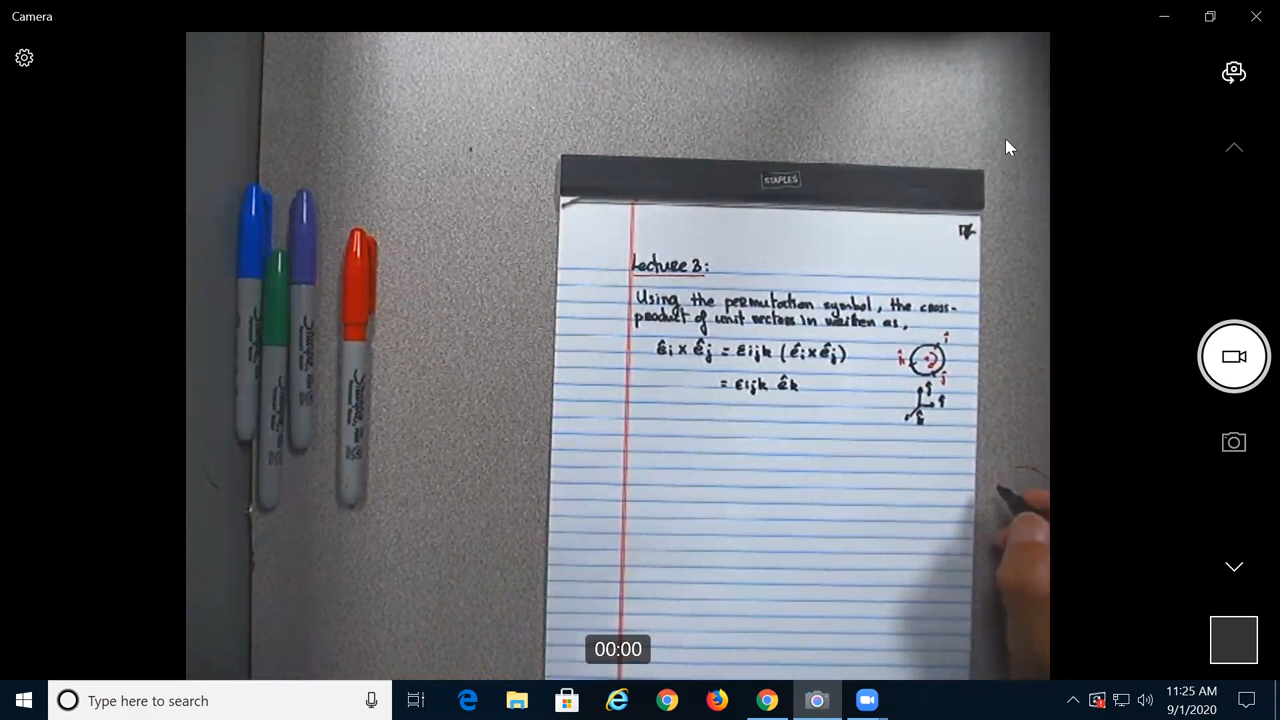 Camera
STAPLES
Lecture 3:
Using the permutation symbol, the cross-
product of unit vectors in written as,
êi × êj = εijk (êi × êj)
= εijk êk
00:00
Type here to search
11:25 AM
9/1/2020